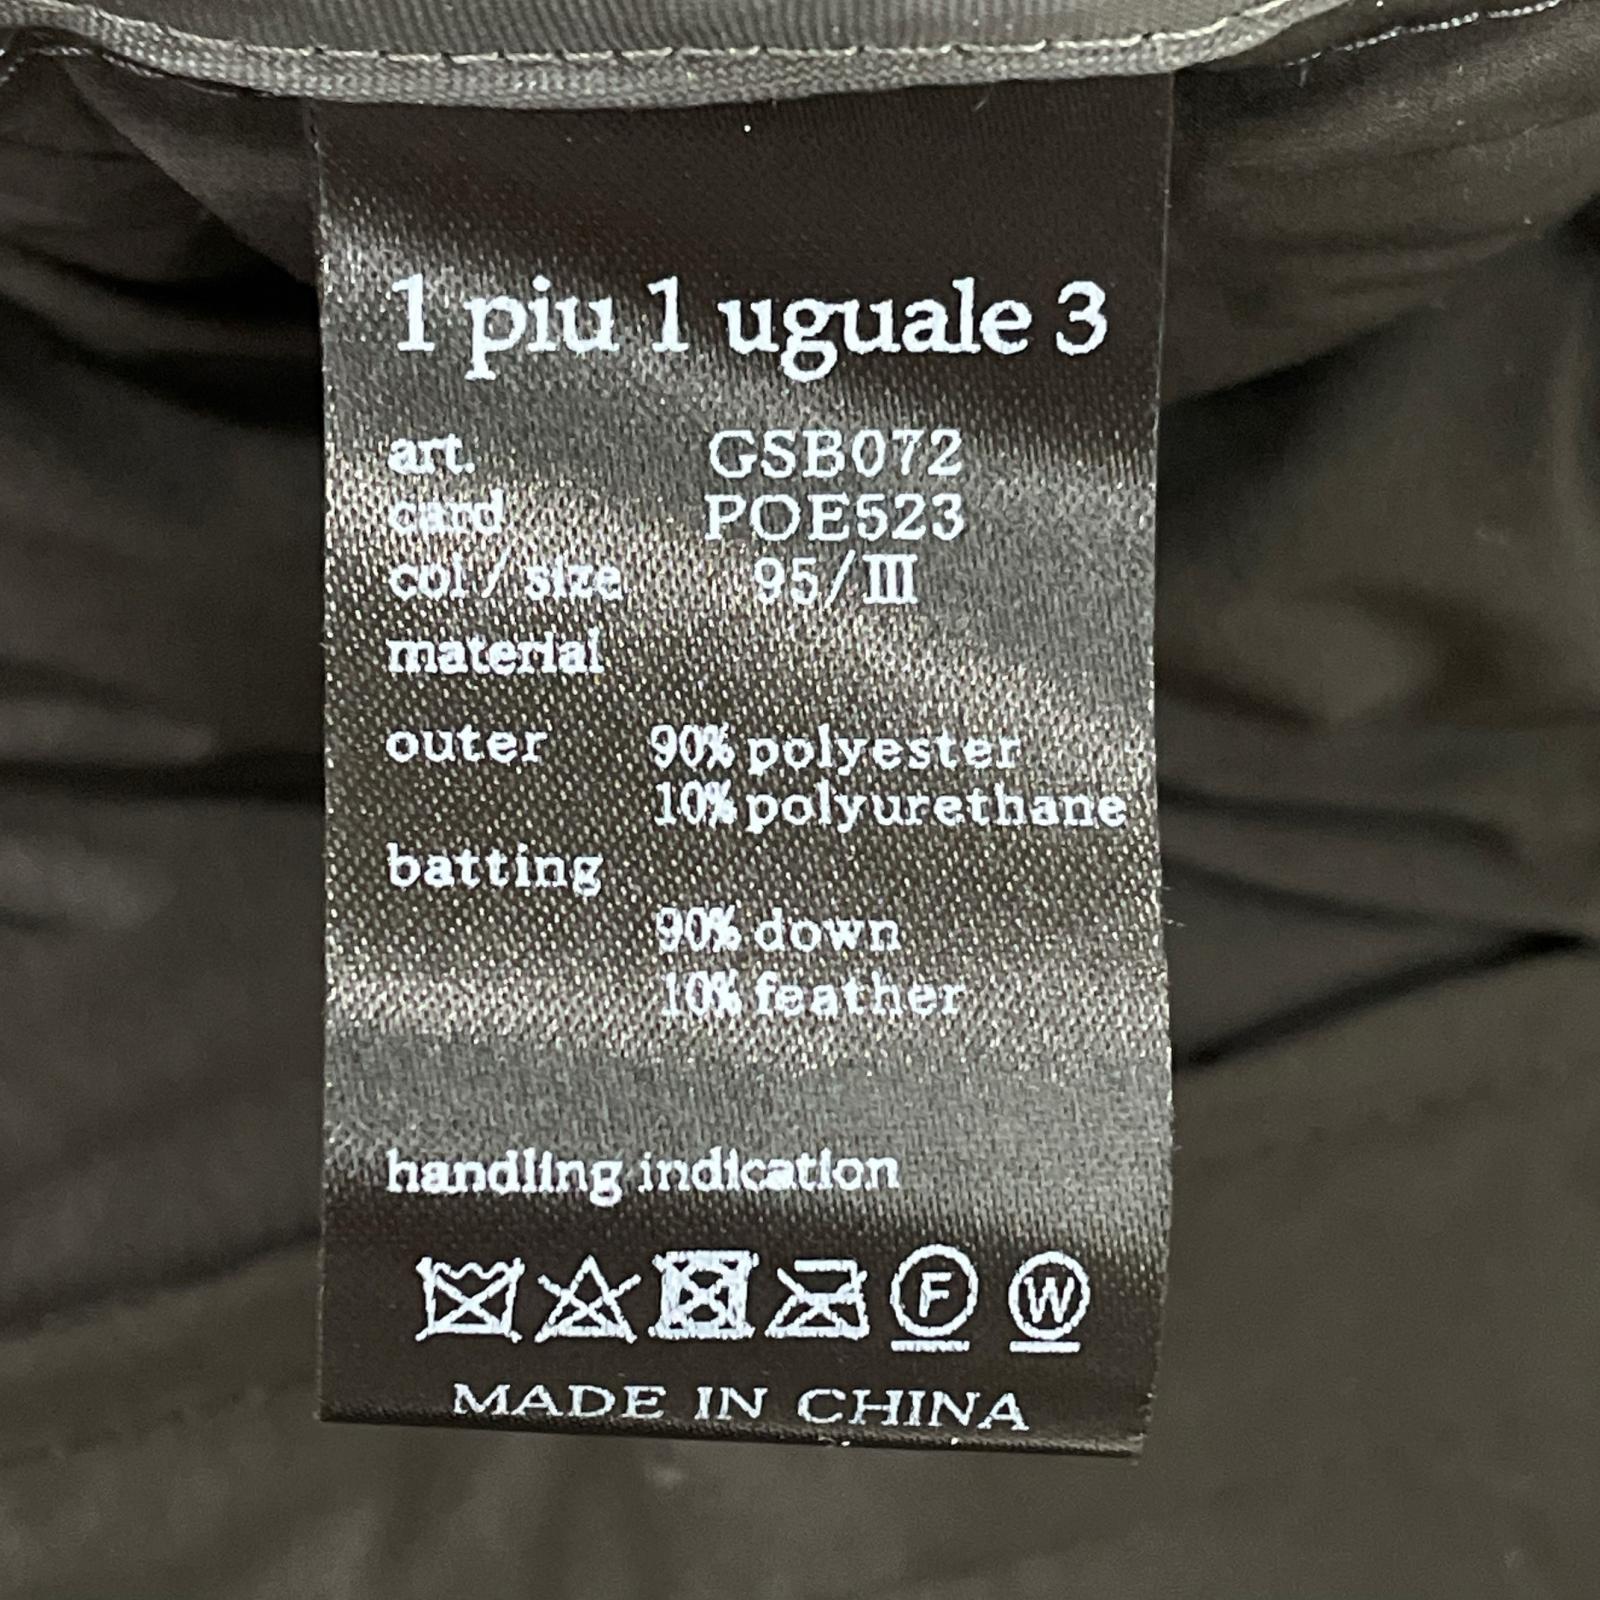 1 piu 1 uguale 3
art. GSB072
card POE523
col / size 95/Ⅲ
material
outer 90% polyester
10% polyurethane
batting
90% down
10% feather
handling indication
F W
MADE IN CHINA